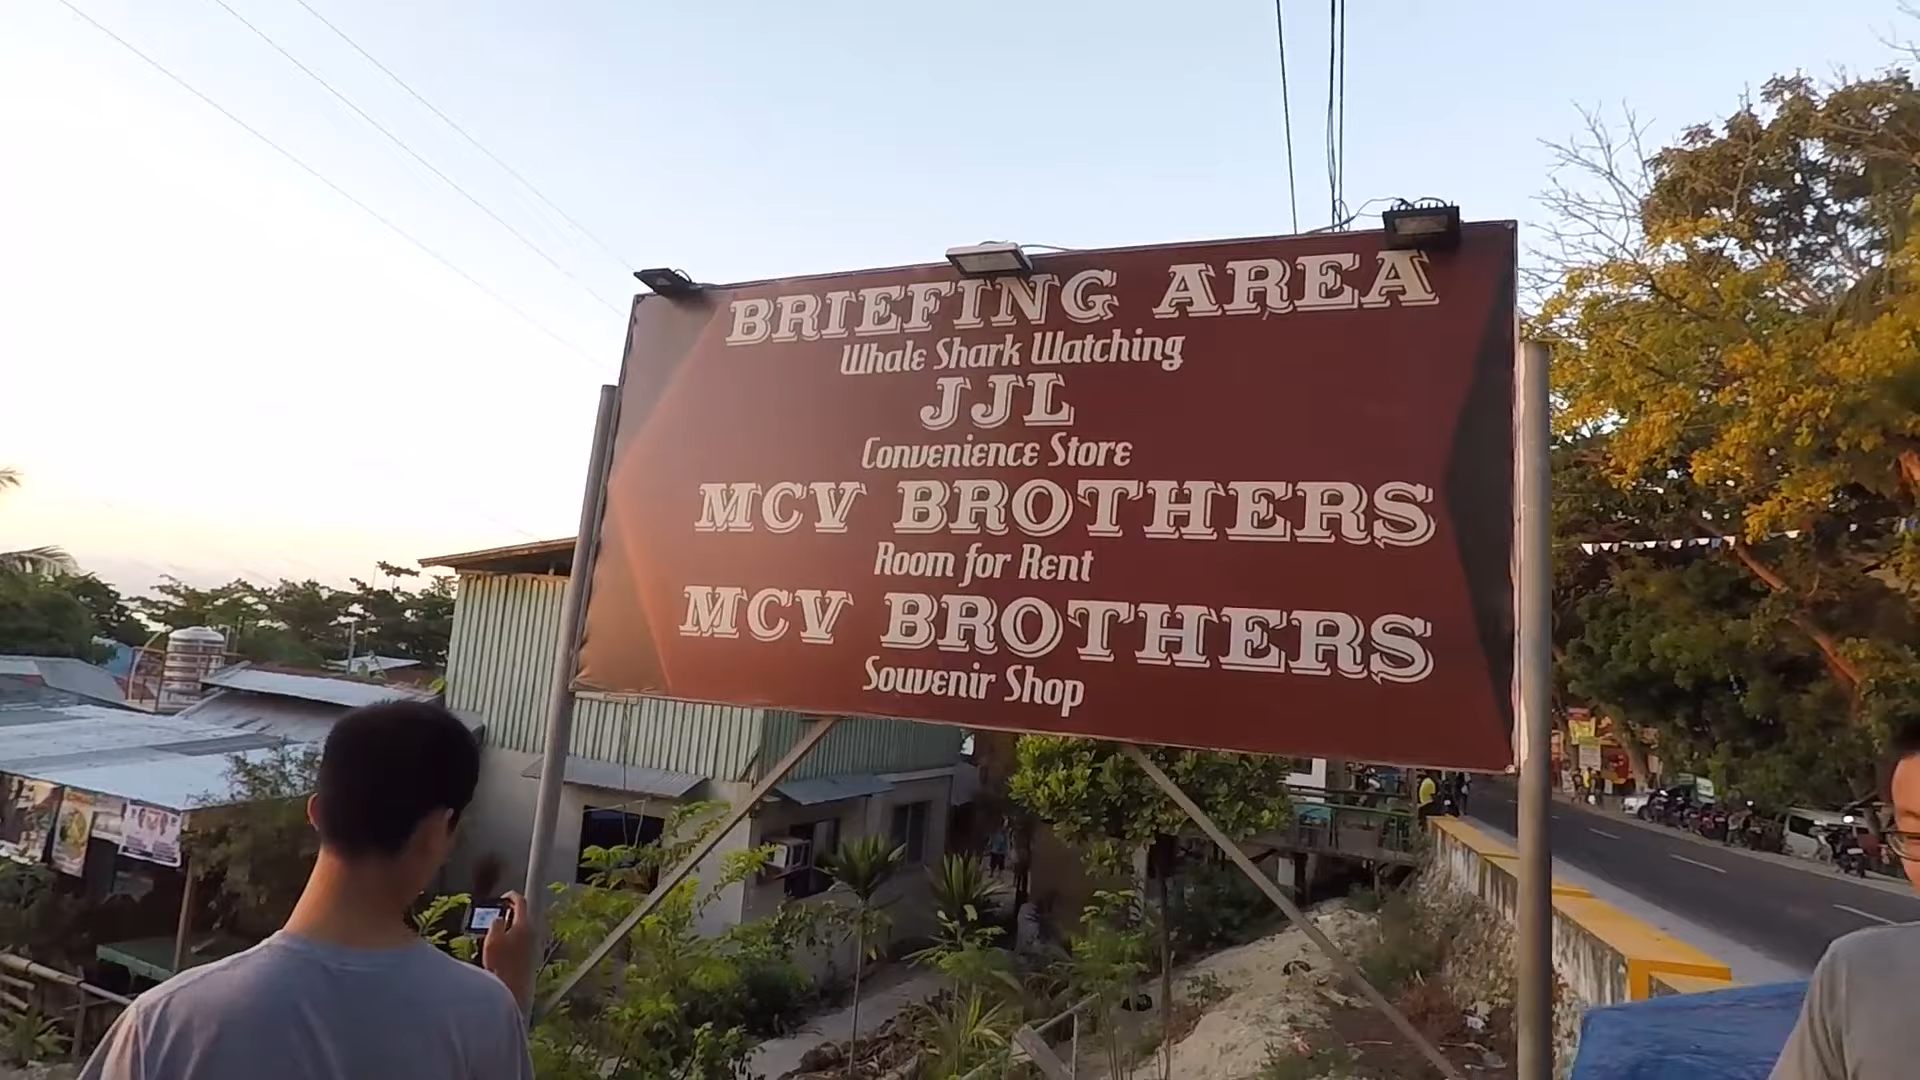 BRIEFING AREA
Whale Shark Watching
JJL
Convenience Store
MCV BROTHERS
Room for Rent
MCV BROTHERS
Souvenir Shop